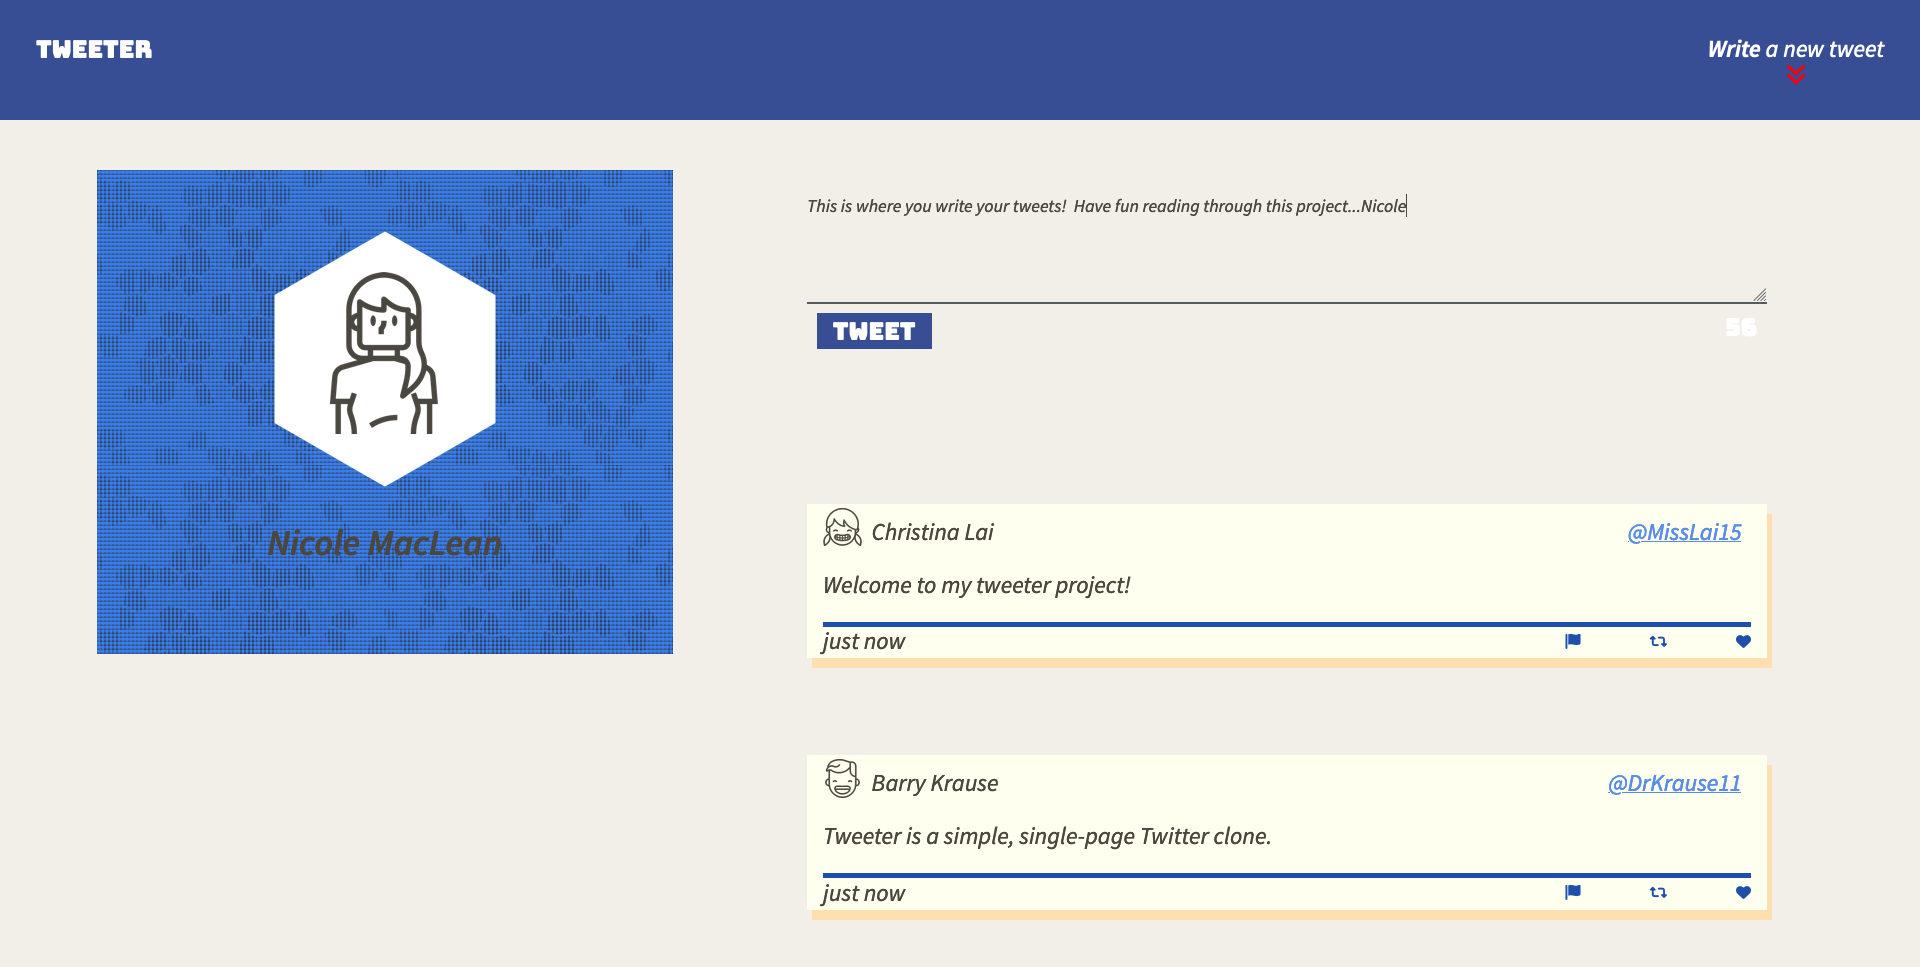 TWEETER
Write a new tweet
Nicole MacLean
This is where you write your tweets!  Have fun reading through this project...Nicole
TWEET
56
Christina Lai
@MissLai15
Welcome to my tweeter project!
just now
Barry Krause
@DrKrause11
Tweeter is a simple, single-page Twitter clone.
just now